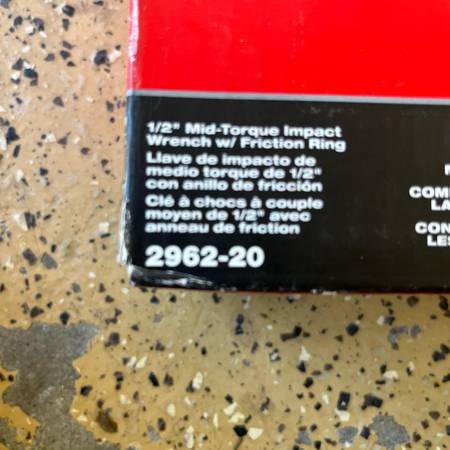 1/2" Mid-Torque Impact
Wrench w/ Friction Ring
Llave de impacto de
medio torque de 1/2"
con anillo de fricción
Clé à chocs à couple
moyen de 1/2" avec
anneau de friction
2962-20